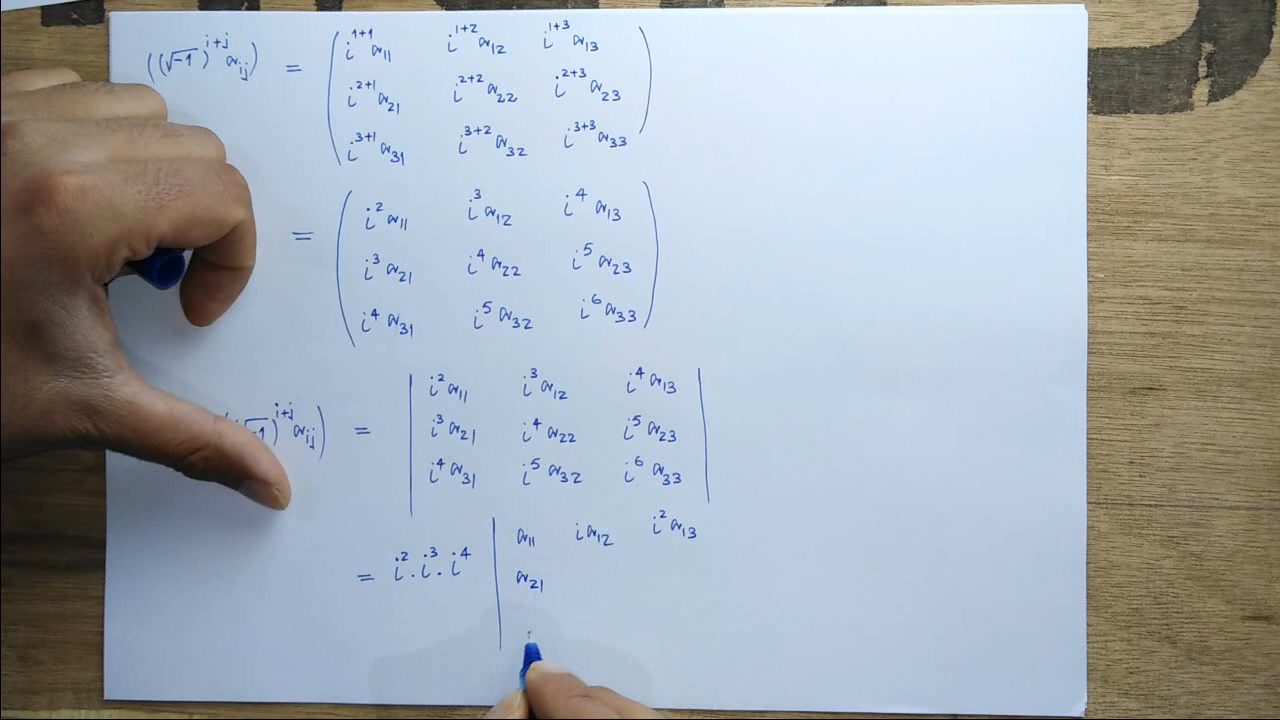 ((√-1)^{i+j} a_{ij}) = ( i^{1+1}a_{11} i^{1+2}a_{12} i^{1+3}a_{13}
i^{2+1}a_{21} i^{2+2}a_{22} i^{2+3}a_{23}
i^{3+1}a_{31} i^{3+2}a_{32} i^{3+3}a_{33} )
= ( i^2 a_{11} i^3 a_{12} i^4 a_{13}
i^3 a_{21} i^4 a_{22} i^5 a_{23}
i^4 a_{31} i^5 a_{32} i^6 a_{33} )
| i^2 a_{11} i^3 a_{12} i^4 a_{13} |
√-1)^{i+j} a_{ij}) = | i^3 a_{21} i^4 a_{22} i^5 a_{23} |
| i^4 a_{31} i^5 a_{32} i^6 a_{33} |
| a_{11} i a_{12} i^2 a_{13}
= i^2 . i^3 . i^4 | a_{21}